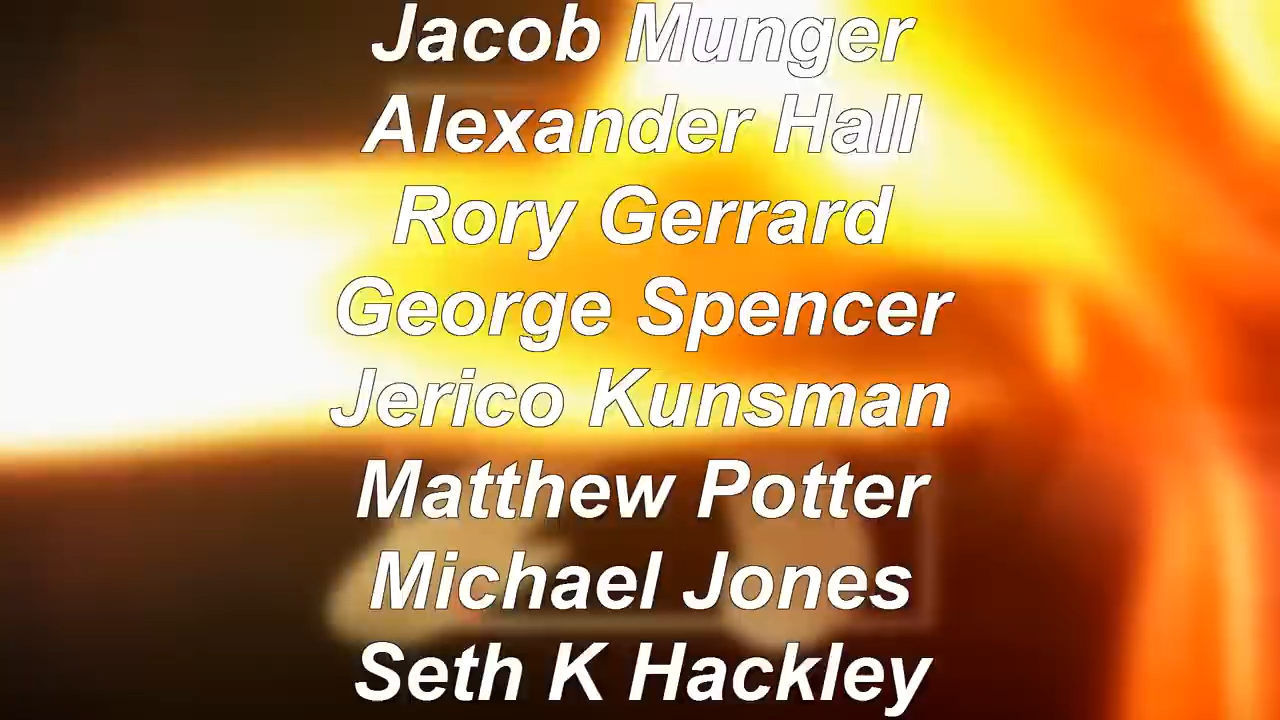 Jacob Munger
Alexander Hall
Rory Gerrard
George Spencer
Jerico Kunsman
Matthew Potter
Michael Jones
Seth K Hackley